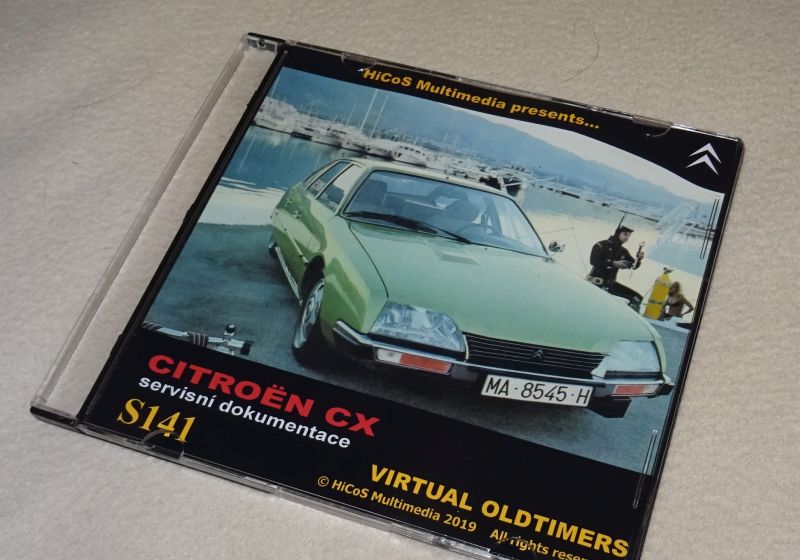 HiCoS Multimedia presents...
MA-8545-H
CITROËN CX
servisní dokumentace
S141
VIRTUAL OLDTIMERS
© HiCoS Multimedia 2019 All rights